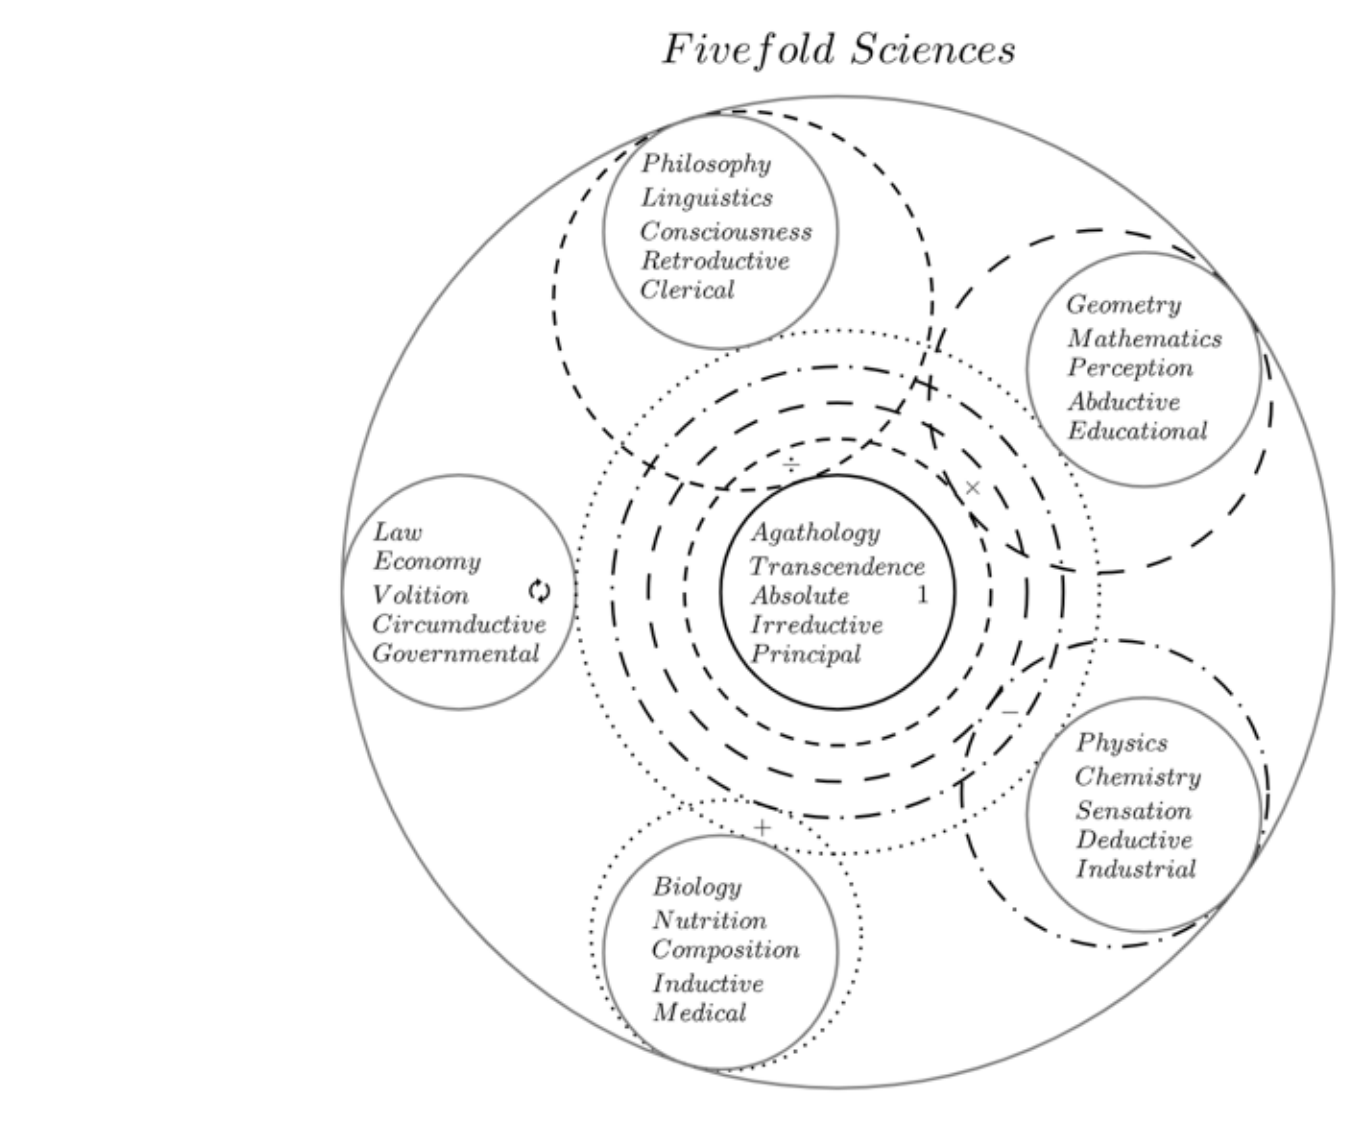 Fivefold Sciences
Philosophy
Linguistics
Consciousness
Retroductive
Clerical
Geometry
Mathematics
Perception
Abductive
Educational
÷
×
Law
Economy
Volition
Circumductive
Governmental
Agathology
Transcendence
Absolute 1
Irreductive
Principal
−
Physics
Chemistry
Sensation
Deductive
Industrial
+
Biology
Nutrition
Composition
Inductive
Medical